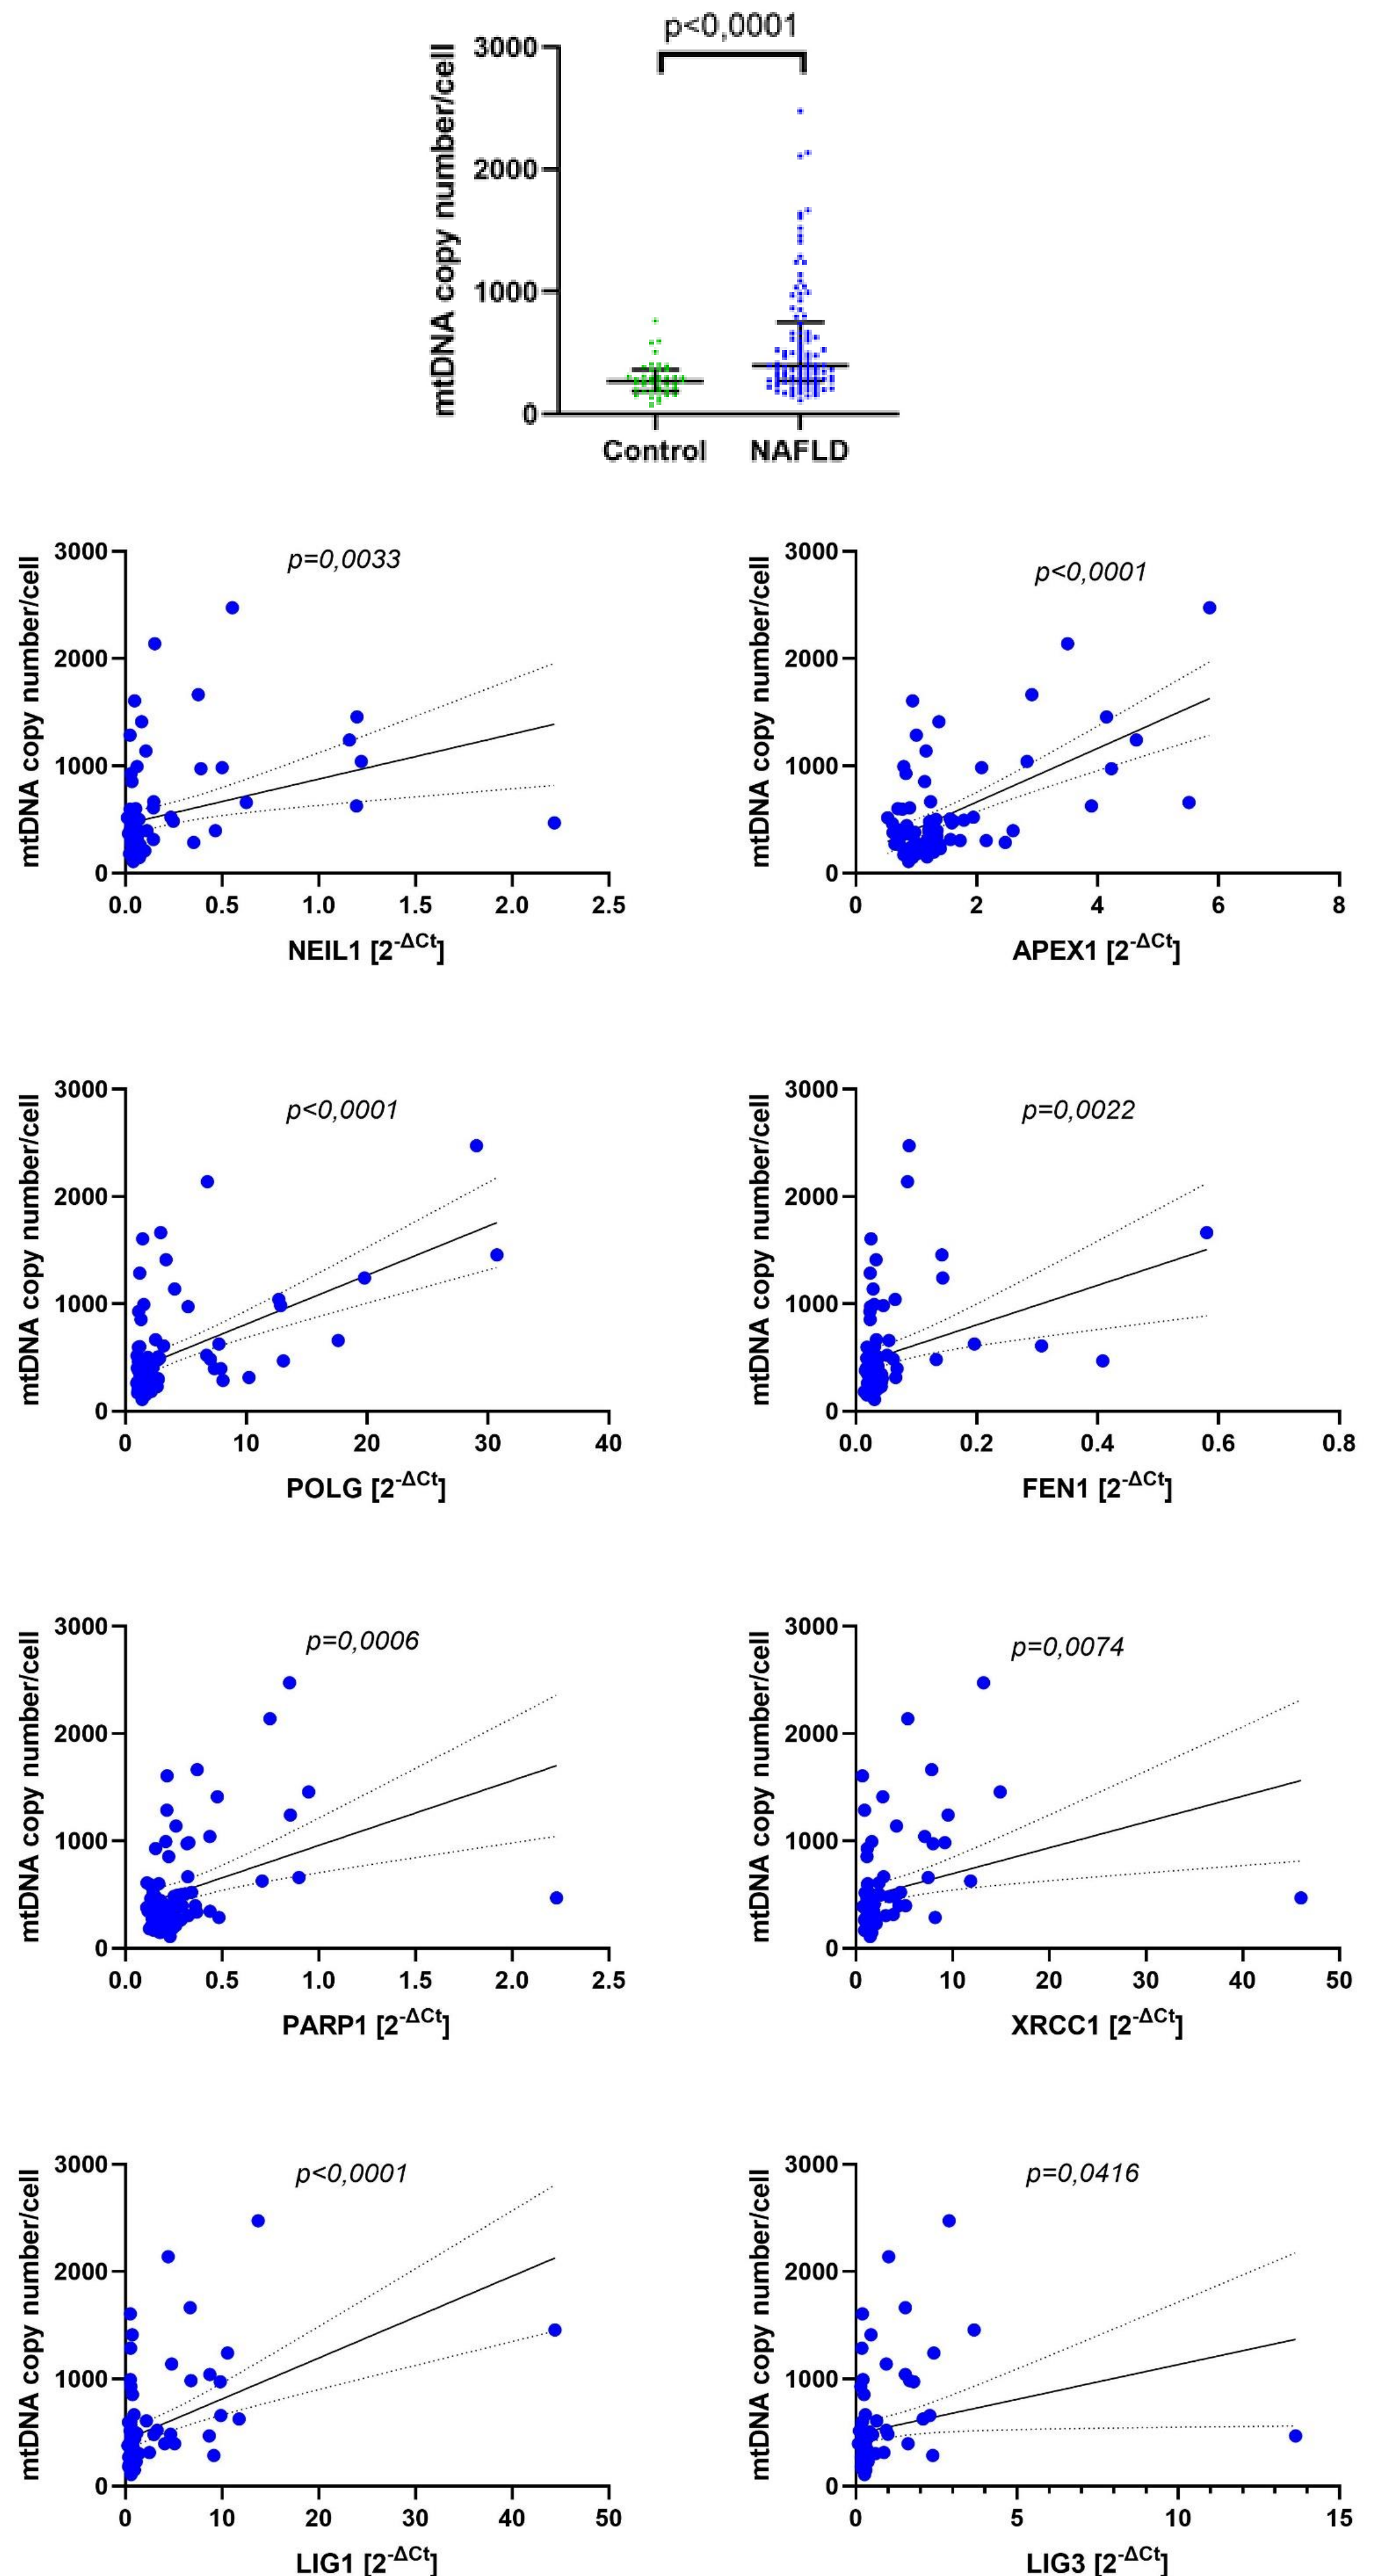 p<0,0001
mtDNA copy number/cell
3000
2000
1000
0
Control NAFLD
p=0,0033
mtDNA copy number/cell
3000
2000
1000
0
0.0 0.5 1.0 1.5 2.0 2.5
NEIL1 [2-ΔCt]
p<0,0001
mtDNA copy number/cell
3000
2000
1000
0
0 2 4 6 8
APEX1 [2-ΔCt]
p<0,0001
mtDNA copy number/cell
3000
2000
1000
0
0 10 20 30 40
POLG [2-ΔCt]
p=0,0022
mtDNA copy number/cell
3000
2000
1000
0
0.0 0.2 0.4 0.6 0.8
FEN1 [2-ΔCt]
p=0,0006
mtDNA copy number/cell
3000
2000
1000
0
0.0 0.5 1.0 1.5 2.0 2.5
PARP1 [2-ΔCt]
p=0,0074
mtDNA copy number/cell
3000
2000
1000
0
0 10 20 30 40 50
XRCC1 [2-ΔCt]
p<0,0001
mtDNA copy number/cell
3000
2000
1000
0
0 10 20 30 40 50
LIG1 [2-ΔCt]
p=0,0416
mtDNA copy number/cell
3000
2000
1000
0
0 5 10 15
LIG3 [2-ΔCt]